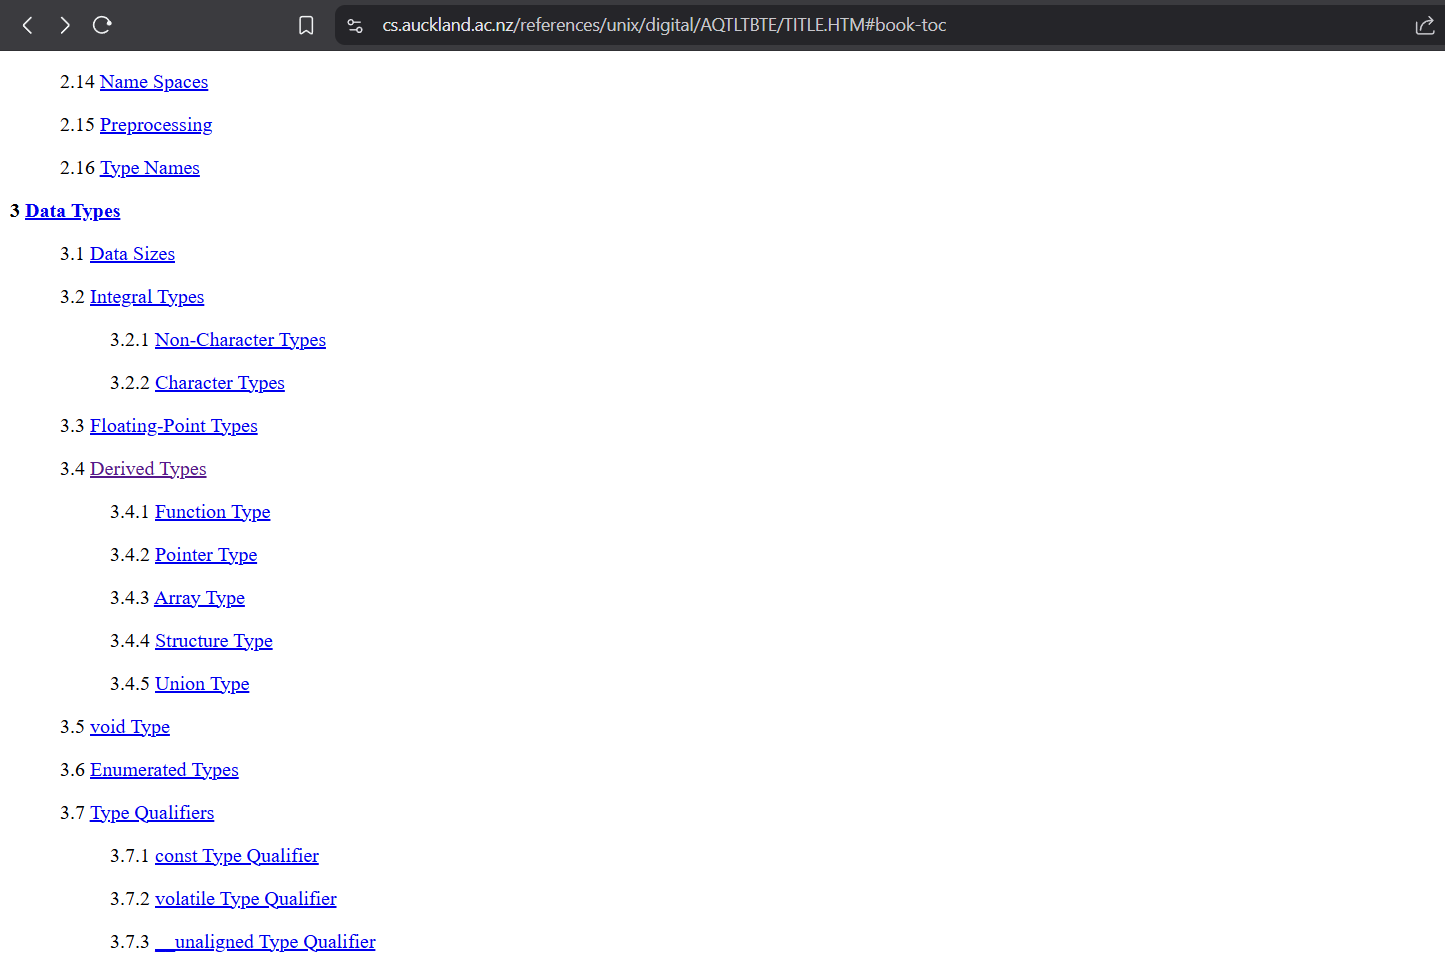 cs.auckland.ac.nz/references/unix/digital/AQTLTBTE/TITLE.HTM#book-toc
2.14 Name Spaces
2.15 Preprocessing
2.16 Type Names
3 Data Types
3.1 Data Sizes
3.2 Integral Types
3.2.1 Non-Character Types
3.2.2 Character Types
3.3 Floating-Point Types
3.4 Derived Types
3.4.1 Function Type
3.4.2 Pointer Type
3.4.3 Array Type
3.4.4 Structure Type
3.4.5 Union Type
3.5 void Type
3.6 Enumerated Types
3.7 Type Qualifiers
3.7.1 const Type Qualifier
3.7.2 volatile Type Qualifier
3.7.3 __unaligned Type Qualifier